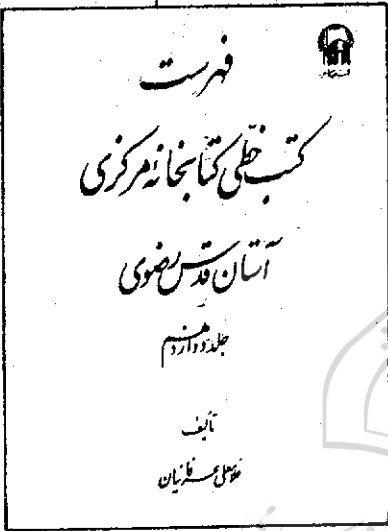 فهرست
کتب خطی کتابخانه مرکزی
آستان قدس رضوی
جلد دوازدهم
تألیف
غلامعلی عرفانیان